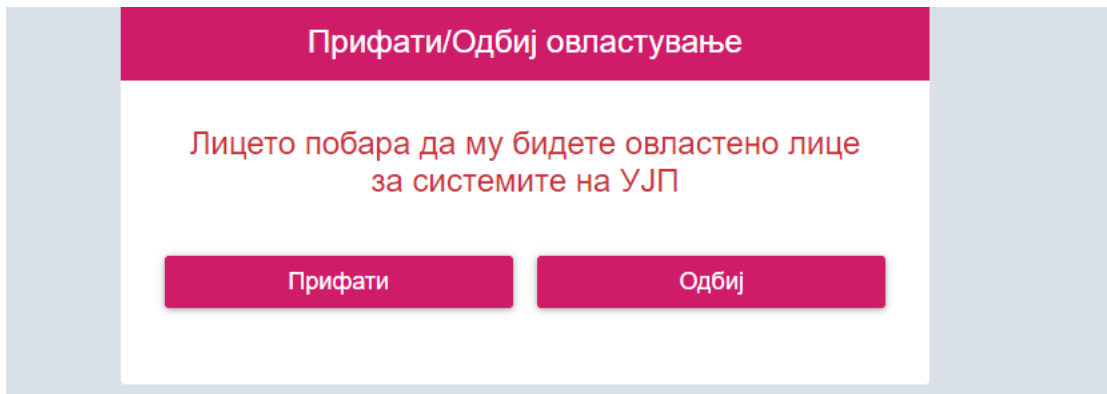 Прифати/Одбиј овластување
Лицето побара да му бидете овластено лице
за системите на УЈП
Прифати
Одбиј